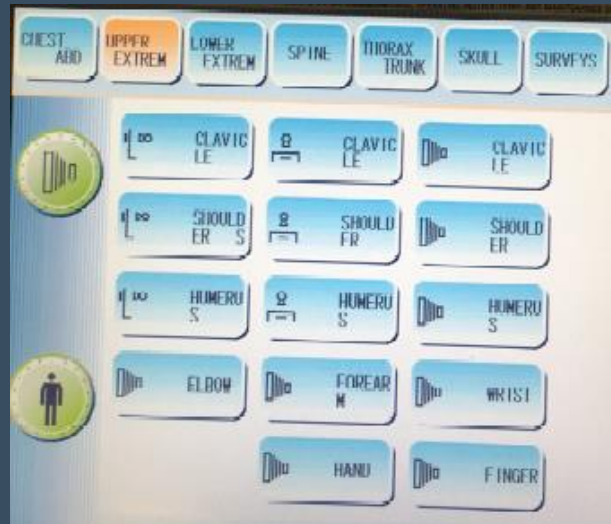 CHEST
ABD
UPPER
EXTREM
LOWER
EXTREM
SPINE
THORAX
TRUNK
SKULL
SURVEYS
CLAVIC
LE
CLAVIC
LE
CLAVIC
LE
SHOULD
ER S
SHOULD
ER
SHOULD
ER
HUMERU
S
HUMERU
S
HUMERU
S
ELBOW
FOREAR
M
WRIST
HAND
FINGER